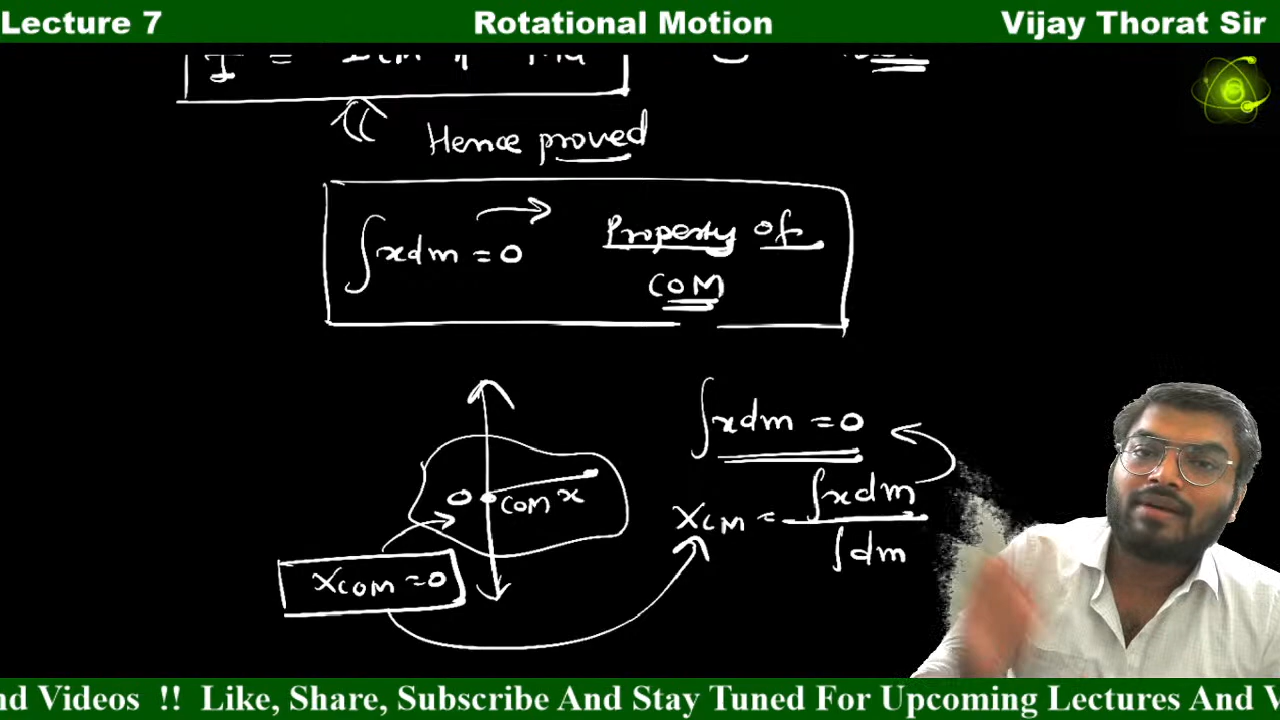 Lecture 7 Rotational Motion Vijay Thorat Sir
Hence proved
∫xdm = 0 → Property of
COM
∫xdm = 0
0 COM x
XCM = ∫xdm / ∫dm
XCOM = 0
nd Videos !! Like, Share, Subscribe And Stay Tuned For Upcoming Lectures And V